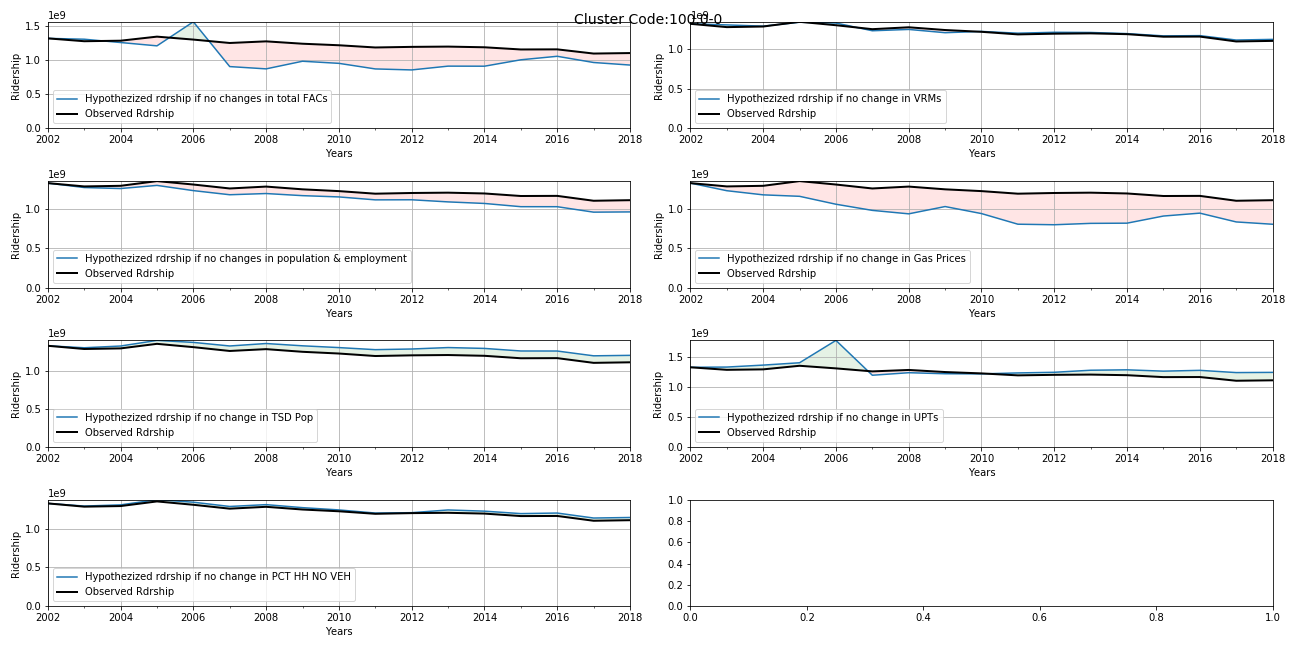 Cluster Code:100.0-0
1e9
1.5
1.0
0.5
0.0
Ridership
Hypothezized rdrship if no changes in total FACs
Observed Rdrship
2002 2004 2006 2008 2010 2012 2014 2016 2018
Years
1e9
1.0
0.5
0.0
Ridership
Hypothezized rdrship if no change in VRMs
Observed Rdrship
2002 2004 2006 2008 2010 2012 2014 2016 2018
Years
1e9
1.0
0.5
0.0
Ridership
Hypothezized rdrship if no changes in population & employment
Observed Rdrship
2002 2004 2006 2008 2010 2012 2014 2016 2018
Years
1e9
1.0
0.5
0.0
Ridership
Hypothezized rdrship if no change in Gas Prices
Observed Rdrship
2002 2004 2006 2008 2010 2012 2014 2016 2018
Years
1e9
1.0
0.5
0.0
Ridership
Hypothezized rdrship if no change in TSD Pop
Observed Rdrship
2002 2004 2006 2008 2010 2012 2014 2016 2018
Years
1e9
1.5
1.0
0.5
0.0
Ridership
Hypothezized rdrship if no change in UPTs
Observed Rdrship
2002 2004 2006 2008 2010 2012 2014 2016 2018
Years
1e9
1.0
0.5
0.0
Ridership
Hypothezized rdrship if no change in PCT HH NO VEH
Observed Rdrship
2002 2004 2006 2008 2010 2012 2014 2016 2018
Years
1.0
0.8
0.6
0.4
0.2
0.0
0.0 0.2 0.4 0.6 0.8 1.0